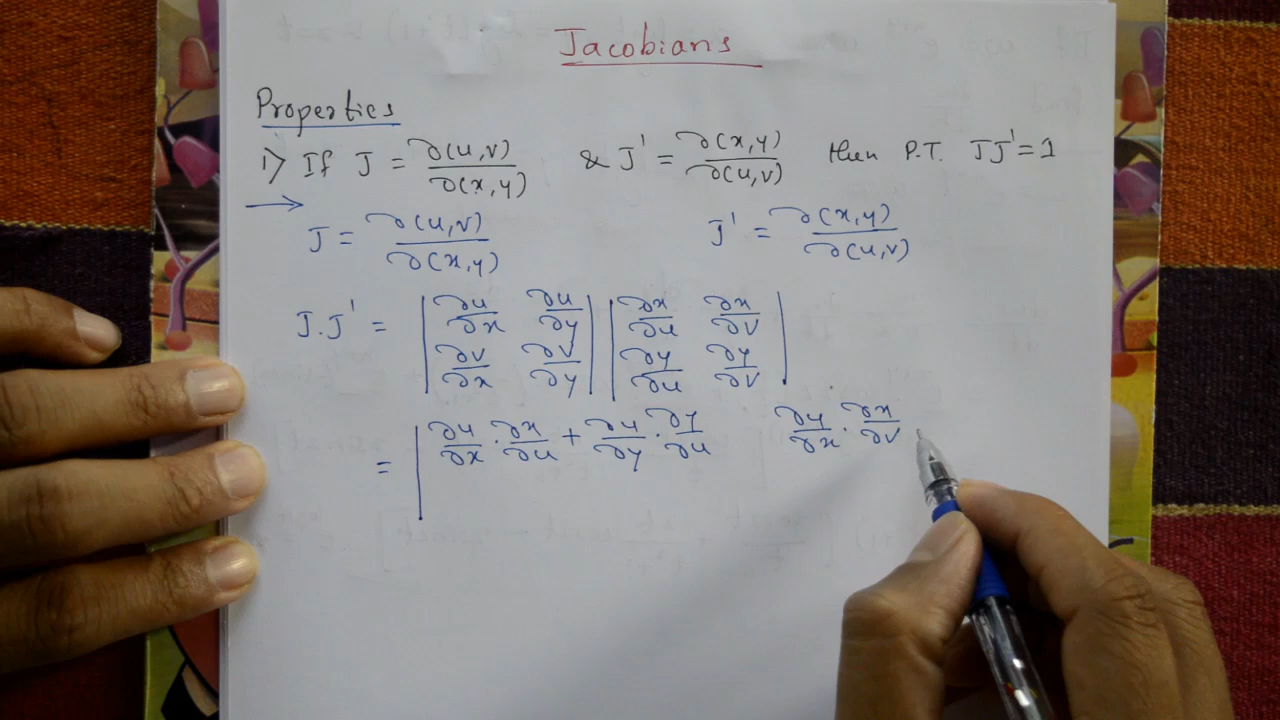 Jacobians
Properties
1) If J = ∂(u,v)/∂(x,y) & J' = ∂(x,y)/∂(u,v) then P.T. JJ' = 1
→ J = ∂(u,v)/∂(x,y) J' = ∂(x,y)/∂(u,v)
J.J' = | ∂u/∂x ∂u/∂y | | ∂x/∂u ∂x/∂v |
| ∂v/∂x ∂v/∂y | | ∂y/∂u ∂y/∂v |
= | ∂u/∂x · ∂x/∂u + ∂u/∂y · ∂y/∂u ∂u/∂x · ∂x/∂v